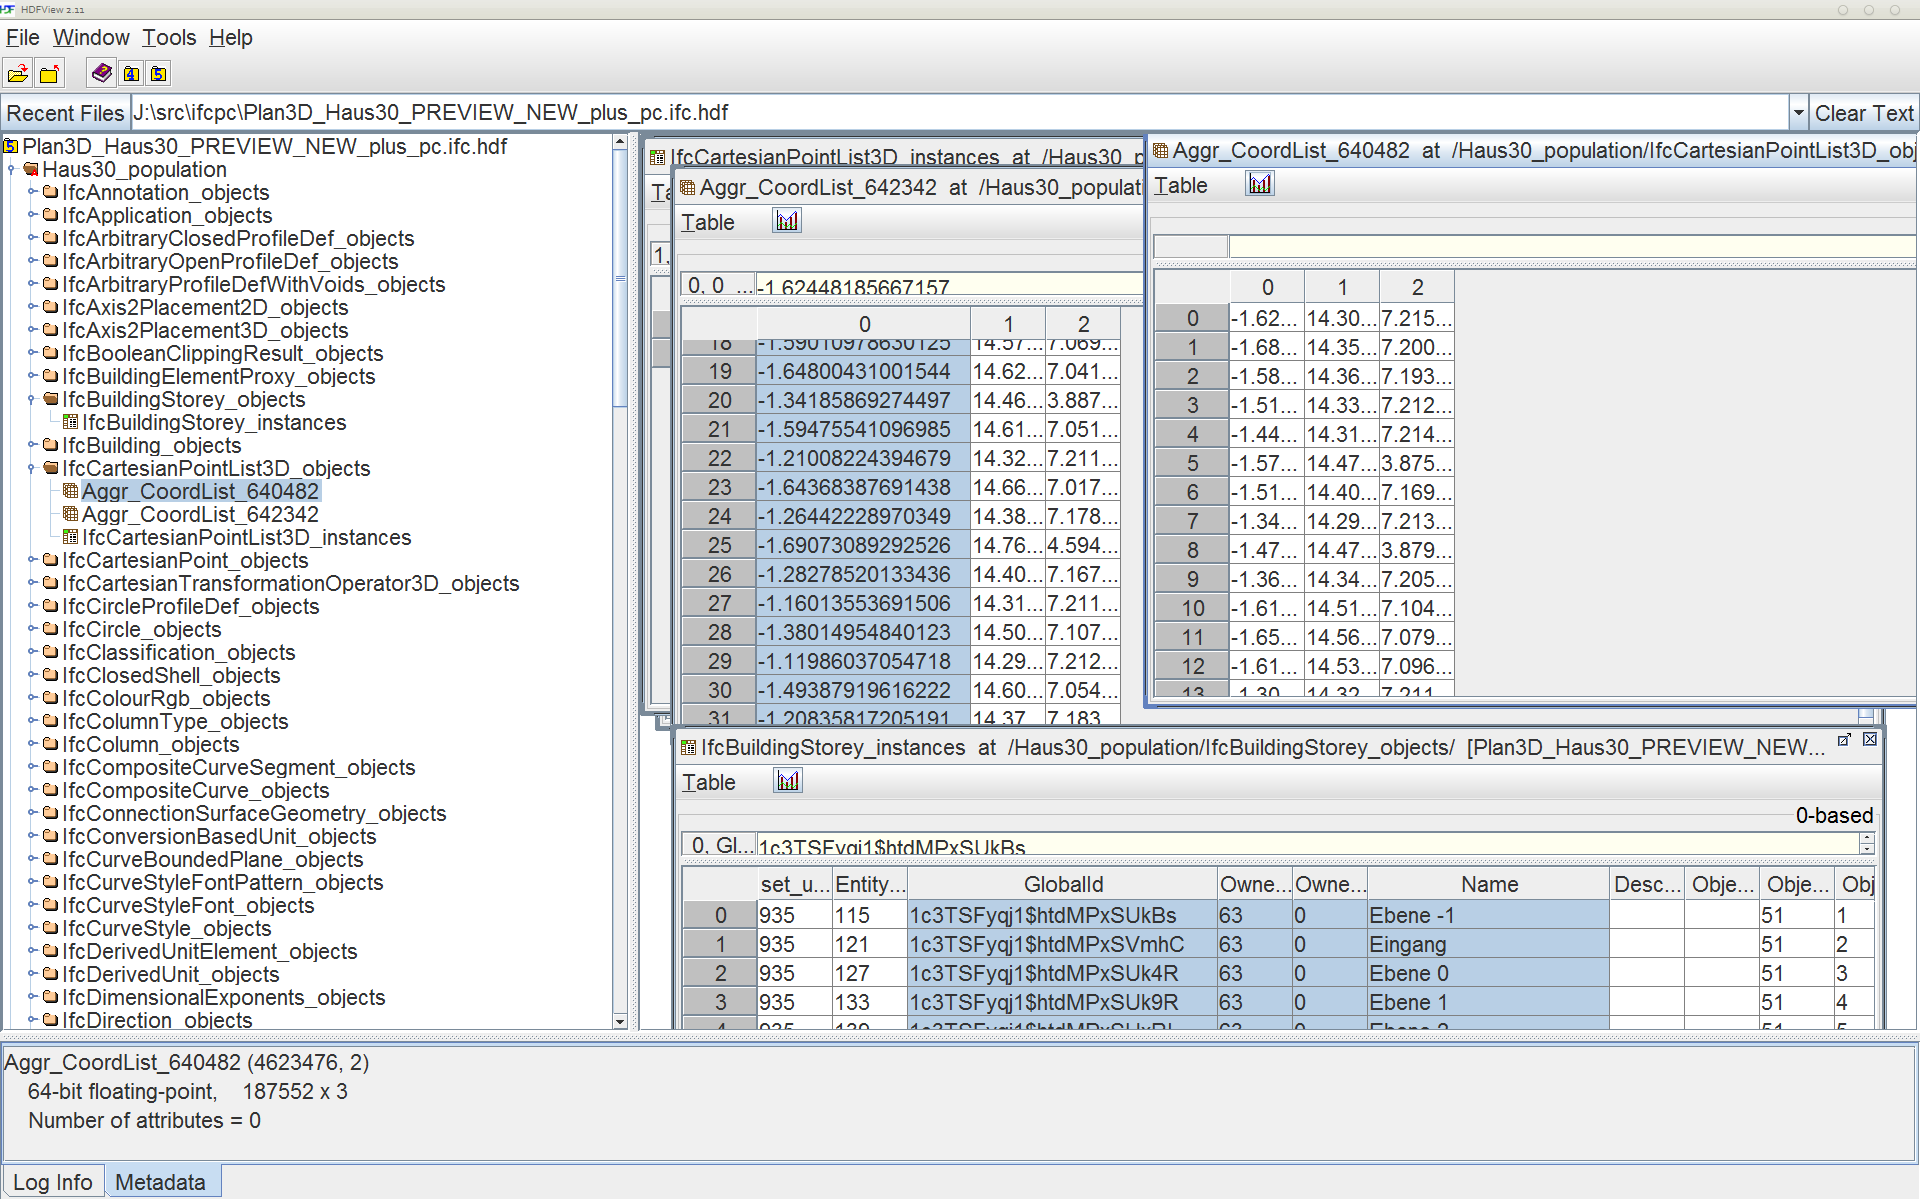 HDFView 2.11
File Window Tools Help
Recent Files J:\src\ifcpc\Plan3D_Haus30_PREVIEW_NEW_plus_pc.ifc.hdf Clear Text
Plan3D_Haus30_PREVIEW_NEW_plus_pc.ifc.hdf
Haus30_population
IfcAnnotation_objects
IfcApplication_objects
IfcArbitraryClosedProfileDef_objects
IfcArbitraryOpenProfileDef_objects
IfcArbitraryProfileDefWithVoids_objects
IfcAxis2Placement2D_objects
IfcAxis2Placement3D_objects
IfcBooleanClippingResult_objects
IfcBuildingElementProxy_objects
IfcBuildingStorey_objects
IfcBuildingStorey_instances
IfcBuilding_objects
IfcCartesianPointList3D_objects
Aggr_CoordList_640482
Aggr_CoordList_642342
IfcCartesianPointList3D_instances
IfcCartesianPoint_objects
IfcCartesianTransformationOperator3D_objects
IfcCircleProfileDef_objects
IfcCircle_objects
IfcClassification_objects
IfcClosedShell_objects
IfcColourRgb_objects
IfcColumnType_objects
IfcColumn_objects
IfcCompositeCurveSegment_objects
IfcCompositeCurve_objects
IfcConnectionSurfaceGeometry_objects
IfcConversionBasedUnit_objects
IfcCurveBoundedPlane_objects
IfcCurveStyleFontPattern_objects
IfcCurveStyleFont_objects
IfcCurveStyle_objects
IfcDerivedUnitElement_objects
IfcDerivedUnit_objects
IfcDimensionalExponents_objects
IfcDirection_objects
IfcCartesianPointList3D_instances at /Haus30_p
1,
Aggr_CoordList_642342 at /Haus30_populati
Table
0, 0 ... -1.62448185667157
0 1 2
18 -1.59010978630125 14.57... 7.069...
19 -1.64800431001544 14.62... 7.041...
20 -1.34185869274497 14.46... 3.887...
21 -1.59475541096985 14.61... 7.051...
22 -1.21008224394679 14.32... 7.211...
23 -1.64368387691438 14.66... 7.017...
24 -1.26442228970349 14.38... 7.178...
25 -1.69073089292526 14.76... 4.594...
26 -1.28278520133436 14.40... 7.167...
27 -1.16013553691506 14.31... 7.211...
28 -1.38014954840123 14.50... 7.107...
29 -1.11986037054718 14.29... 7.212...
30 -1.49387919616222 14.60... 7.054...
31 -1.20835817205191 14.37 7.183
Aggr_CoordList_640482 at /Haus30_population/IfcCartesianPointList3D_obj
Table
0 1 2
0 -1.62... 14.30... 7.215...
1 -1.68... 14.35... 7.200...
2 -1.58... 14.36... 7.193...
3 -1.51... 14.33... 7.212...
4 -1.44... 14.31... 7.214...
5 -1.57... 14.47... 3.875...
6 -1.51... 14.40... 7.169...
7 -1.34... 14.29... 7.213...
8 -1.47... 14.47... 3.879...
9 -1.36... 14.34... 7.205...
10 -1.61... 14.51... 7.104...
11 -1.65... 14.56... 7.079...
12 -1.61... 14.53... 7.096...
13 -1.30 14.32 7.211
IfcBuildingStorey_instances at /Haus30_population/IfcBuildingStorey_objects/ [Plan3D_Haus30_PREVIEW_NEW...
Table
0-based
0, Gl... 1c3TSFyqj1$htdMPxSUkBs
set_u... Entity... GlobalId Owne... Owne... Name Desc... Obje... Obje... Obj
0 935 115 1c3TSFyqj1$htdMPxSUkBs 63 0 Ebene -1 51 1
1 935 121 1c3TSFyqj1$htdMPxSVmhC 63 0 Eingang 51 2
2 935 127 1c3TSFyqj1$htdMPxSUk4R 63 0 Ebene 0 51 3
3 935 133 1c3TSFyqj1$htdMPxSUk9R 63 0 Ebene 1 51 4
4 935 139 63 0 Ebene 2 51 5
Aggr_CoordList_640482 (4623476, 2)
64-bit floating-point, 187552 x 3
Number of attributes = 0
Log Info Metadata